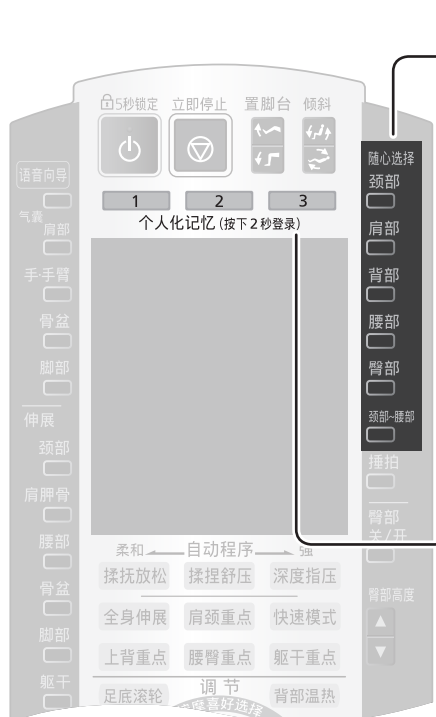 5秒锁定 立即停止 置脚台 倾斜
1 2 3
个人化记忆 (按下 2 秒登录)
语音向导
气囊
肩部
手·手臂
骨盆
脚部
伸展
颈部
肩胛骨
腰部
骨盆
脚部
躯干
随心选择
颈部
肩部
背部
腰部
臀部
颈部~腰部
捶拍
臀部
关/开
臀部高度
柔和 自动程序 强
揉抚放松 揉捏舒压 深度指压
全身伸展 肩颈重点 快速模式
上背重点 腰臀重点 躯干重点
足底滚轮 调节 背部温热
摩喜好选择